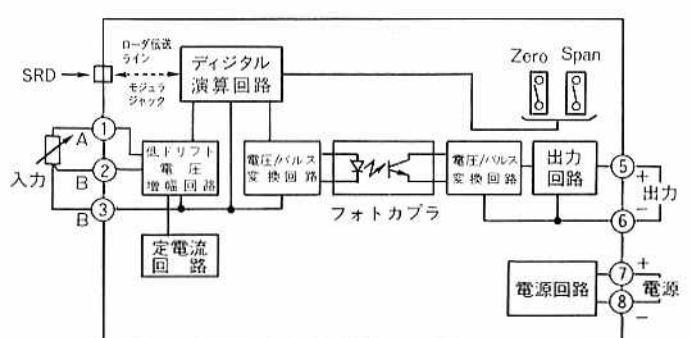 SRD
ローダ伝送
ライン
モジュラ
ジャック
ディジタル
演算回路
Zero
Span
1
A
2
B
3
B
入力
低ドリフト
電圧
増幅回路
定電流
回路
電圧/パルス
変換回路
フォトカプラ
電圧/パルス
変換回路
出力
回路
5
+
出力
-
6
電源回路
7
+
電源
8
-